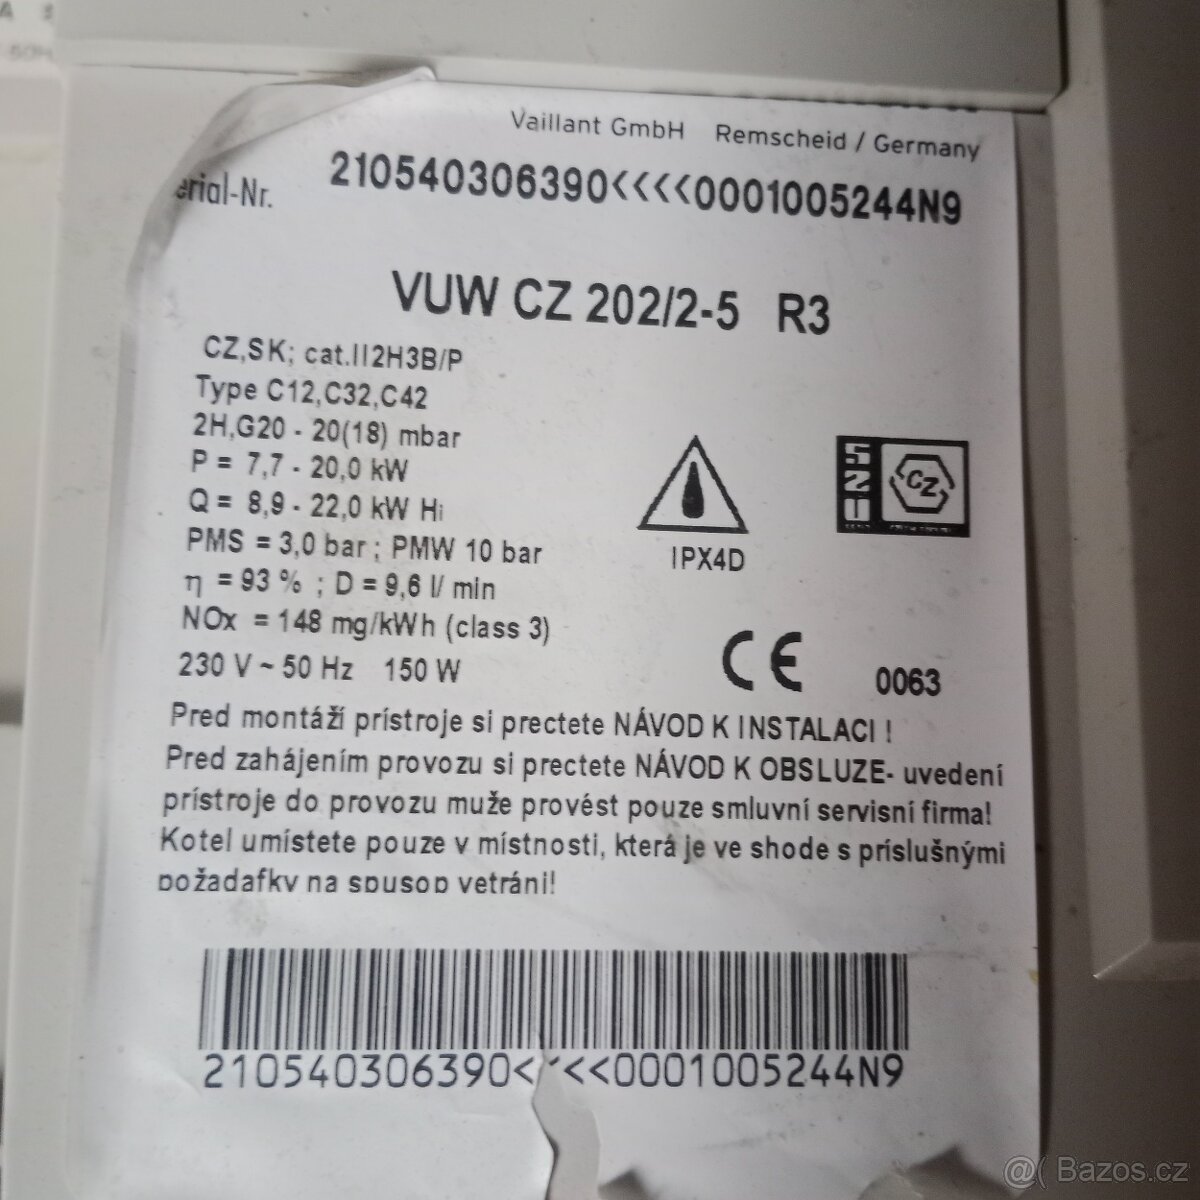 Vaillant GmbH Remscheid / Germany
erial-Nr. 210540306390<<<<0001005244N9
VUW CZ 202/2-5 R3
CZ,SK; cat.II2H3B/P
Type C12,C32,C42
2H,G20 - 20(18) mbar
P = 7,7 - 20,0 kW
Q = 8,9 - 22,0 kW Hi
PMS = 3,0 bar ; PMW 10 bar
η = 93 % ; D = 9,6 l/ min
NOx = 148 mg/kWh (class 3)
230 V ~ 50 Hz 150 W
IPX4D
SZU CZ
CE 0063
Pred montáží prístroje si prectete NÁVOD K INSTALACI !
Pred zahájením provozu si prectete NÁVOD K OBSLUZE- uvedení
prístroje do provozu muže provést pouze smluvní servisní firma!
Kotel umístete pouze v místnosti, která je ve shode s príslušnými
požadafky na spusop vetráni!
210540306390<<<<0001005244N9
@( Bazos.cz